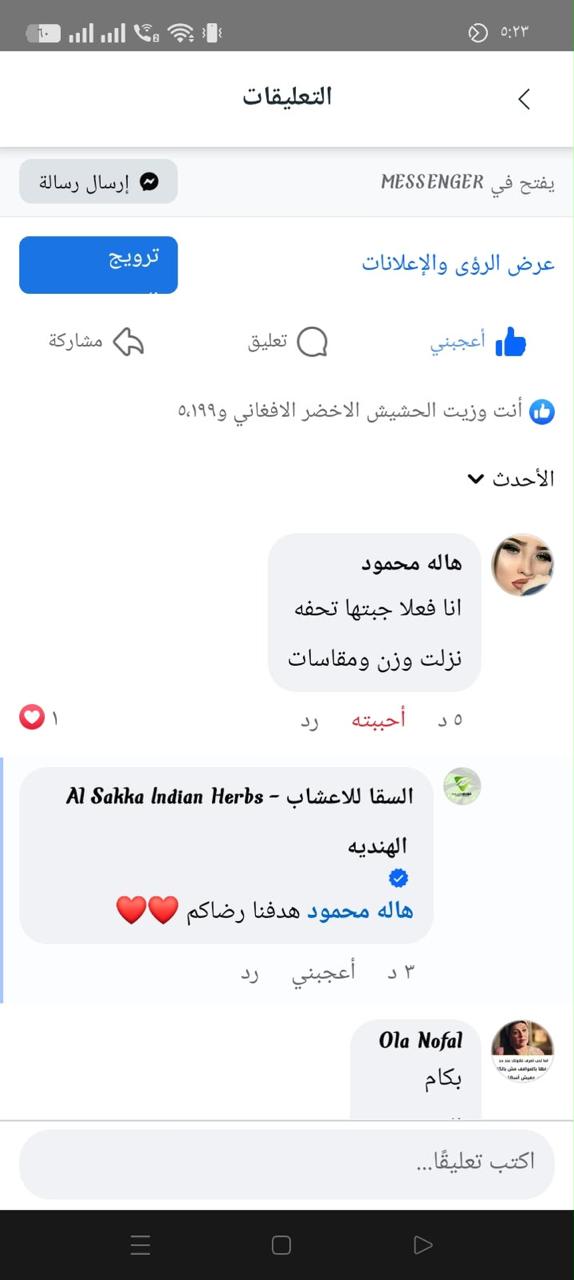 ٥:٢٣
٦٠
التعليقات
يفتح في MESSENGER
إرسال رسالة
عرض الرؤى والإعلانات
ترويج
أعجبني
تعليق
مشاركة
أنت وزيت الحشيش الاخضر الافغاني و٥،١٩٩
الأحدث
هاله محمود
انا فعلا جبتها تحفه
نزلت وزن ومقاسات
٥ د أحببته رد
١
السقا للاعشاب - Al Sakka Indian Herbs
الهنديه
هاله محمود هدفنا رضاكم ❤️❤️
٣ د أعجبني رد
Ola Nofal
بكام
اكتب تعليقًا...